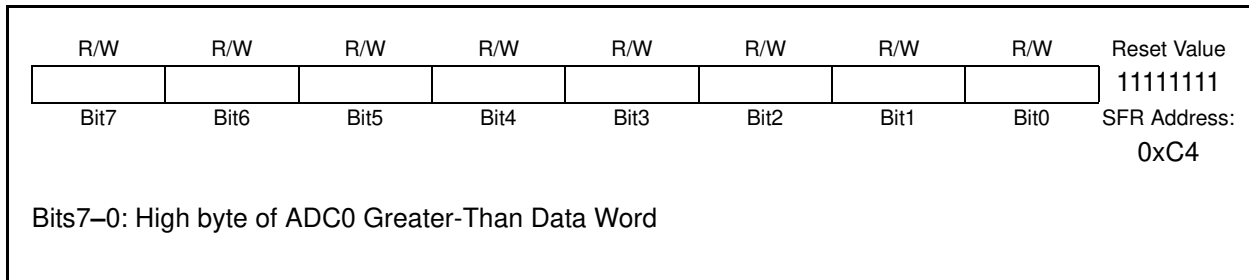 R/W R/W R/W R/W R/W R/W R/W R/W Reset Value
11111111
Bit7 Bit6 Bit5 Bit4 Bit3 Bit2 Bit1 Bit0 SFR Address:
0xC4
Bits7–0: High byte of ADC0 Greater-Than Data Word